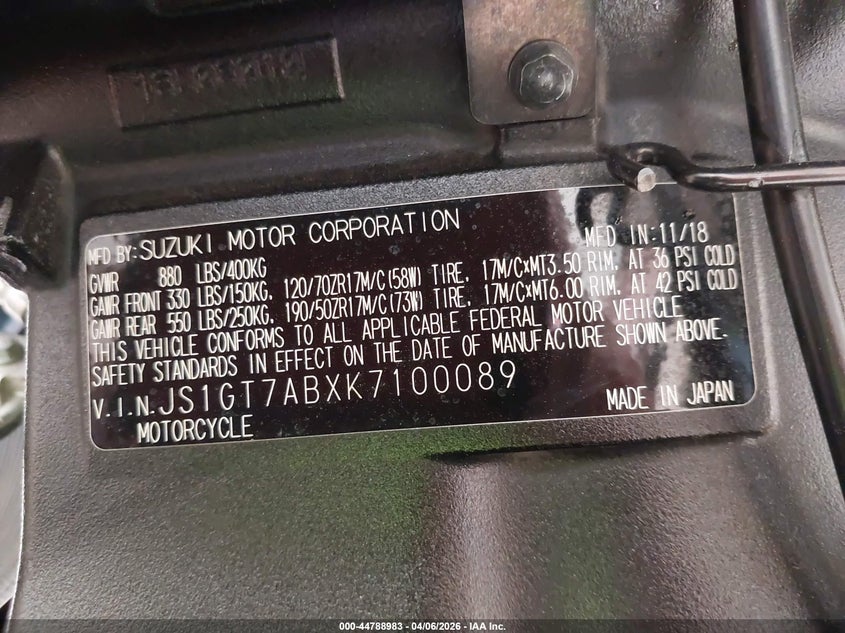 MFD BY:SUZUKI MOTOR CORPORATION MFD IN:11/18
GVWR 880 LBS/400KG
GAWR FRONT 330 LBS/150KG, 120/70ZR17M/C(58W) TIRE, 17M/C×MT3.50 RIM, AT 36 PSI COLD
GAWR REAR 550 LBS/250KG, 190/50ZR17M/C(73W) TIRE, 17M/C×MT6.00 RIM, AT 42 PSI COLD
THIS VEHICLE CONFORMS TO ALL APPLICABLE FEDERAL MOTOR VEHICLE
SAFETY STANDARDS IN EFFECT ON THE DATE OF MANUFACTURE SHOWN ABOVE.
V.I.N.JS1GT7ABXK7100089 MADE IN JAPAN
MOTORCYCLE
000-44788983 - 04/06/2026 - IAA Inc.